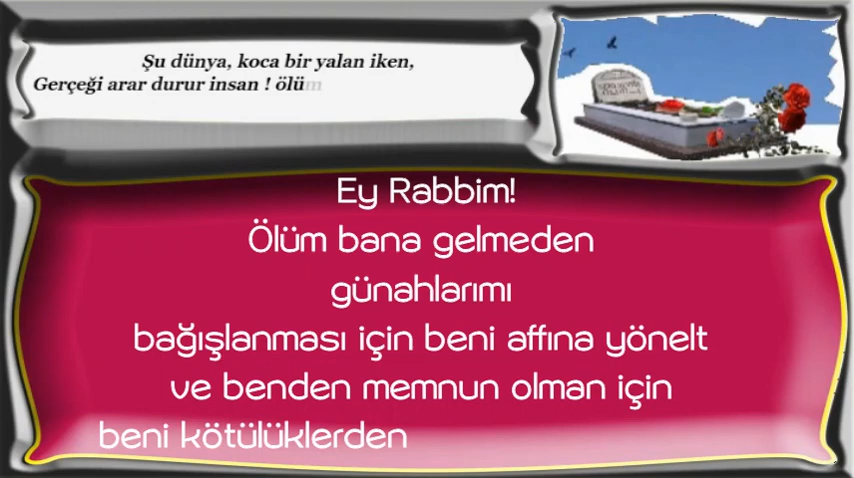 Şu dünya, koca bir yalan iken,
Gerçeği arar durur insan ! ölüm
Ey Rabbim!
Ölüm bana gelmeden
günahlarımı
bağışlanması için beni affına yönelt
ve benden memnun olman için
beni kötülüklerden